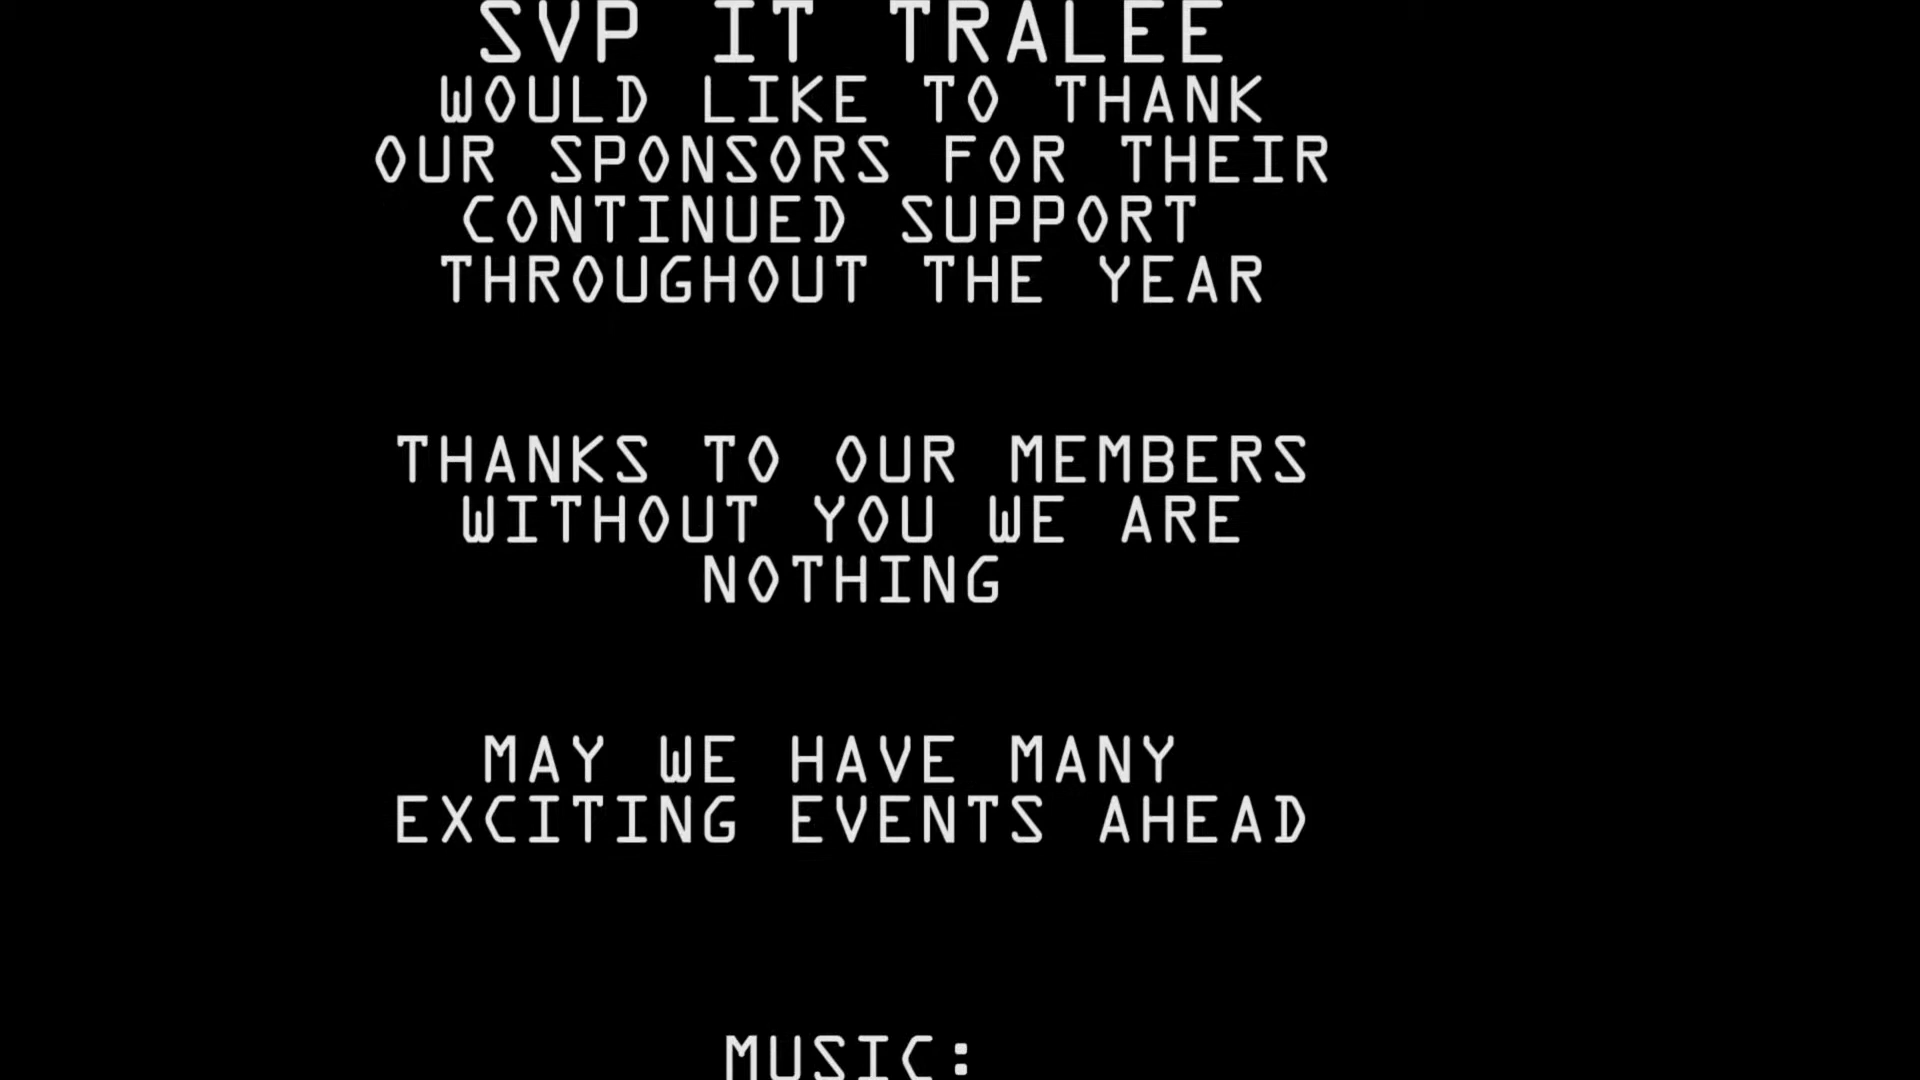 SVP IT TRALEE
WOULD LIKE TO THANK
OUR SPONSORS FOR THEIR
CONTINUED SUPPORT
THROUGHOUT THE YEAR
THANKS TO OUR MEMBERS
WITHOUT YOU WE ARE
NOTHING
MAY WE HAVE MANY
EXCITING EVENTS AHEAD
MUSIC: